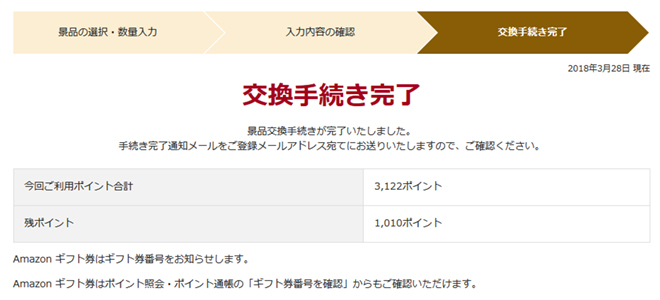 景品の選択・数量入力
入力内容の確認
交換手続き完了
2018年3月28日 現在
交換手続き完了
景品交換手続きが完了いたしました。
手続き完了通知メールをご登録メールアドレス宛てにお送りいたしますので、ご確認ください。
今回ご利用ポイント合計
3,122ポイント
残ポイント
1,010ポイント
Amazon ギフト券はギフト券番号をお知らせします。
Amazon ギフト券はポイント照会・ポイント通帳の「ギフト券番号を確認」からもご確認いただけます。